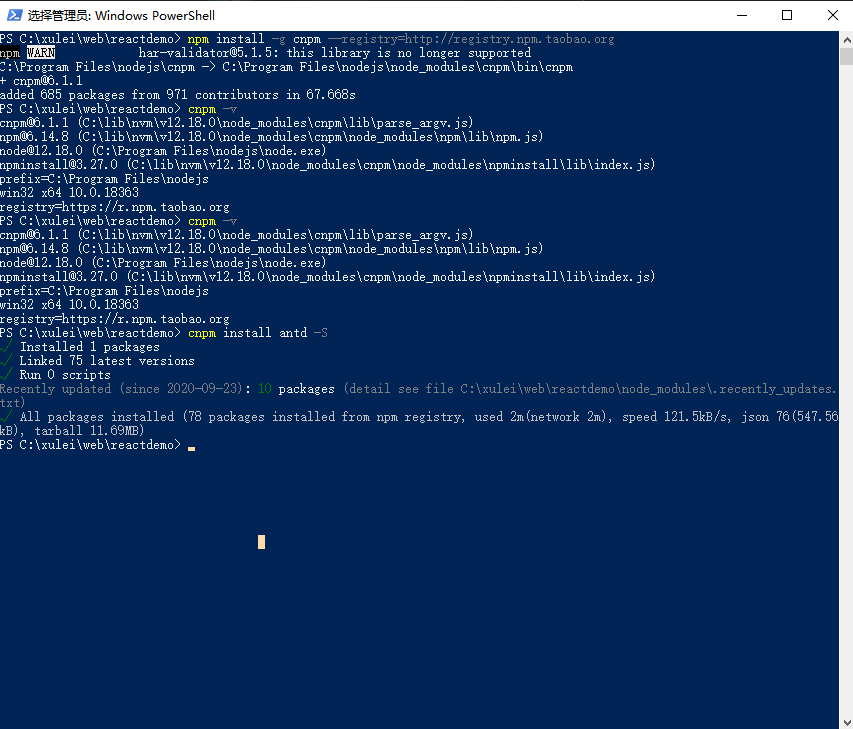 选择管理员: Windows PowerShell
PS C:\xulei\web\reactdemo> npm install -g cnpm --registry=http://registry.npm.taobao.org
npm WARN har-validator@5.1.5: this library is no longer supported
C:\Program Files\nodejs\cnpm -> C:\Program Files\nodejs\node_modules\cnpm\bin\cnpm
+ cnpm@6.1.1
added 685 packages from 971 contributors in 67.668s
PS C:\xulei\web\reactdemo> cnpm -v
cnpm@6.1.1 (C:\lib\nvm\v12.18.0\node_modules\cnpm\lib\parse_argv.js)
npm@6.14.8 (C:\lib\nvm\v12.18.0\node_modules\cnpm\node_modules\npm\lib\npm.js)
node@12.18.0 (C:\Program Files\nodejs\node.exe)
npminstall@3.27.0 (C:\lib\nvm\v12.18.0\node_modules\cnpm\node_modules\npminstall\lib\index.js)
prefix=C:\Program Files\nodejs
win32 x64 10.0.18363
registry=https://r.npm.taobao.org
PS C:\xulei\web\reactdemo> cnpm -v
cnpm@6.1.1 (C:\lib\nvm\v12.18.0\node_modules\cnpm\lib\parse_argv.js)
npm@6.14.8 (C:\lib\nvm\v12.18.0\node_modules\cnpm\node_modules\npm\lib\npm.js)
node@12.18.0 (C:\Program Files\nodejs\node.exe)
npminstall@3.27.0 (C:\lib\nvm\v12.18.0\node_modules\cnpm\node_modules\npminstall\lib\index.js)
prefix=C:\Program Files\nodejs
win32 x64 10.0.18363
registry=https://r.npm.taobao.org
PS C:\xulei\web\reactdemo> cnpm install antd -S
√ Installed 1 packages
√ Linked 75 latest versions
√ Run 0 scripts
Recently updated (since 2020-09-23): 10 packages (detail see file C:\xulei\web\reactdemo\node_modules\.recently_updates.
txt)
√ All packages installed (78 packages installed from npm registry, used 2m(network 2m), speed 121.5kB/s, json 76(547.56
kB), tarball 11.69MB)
PS C:\xulei\web\reactdemo>